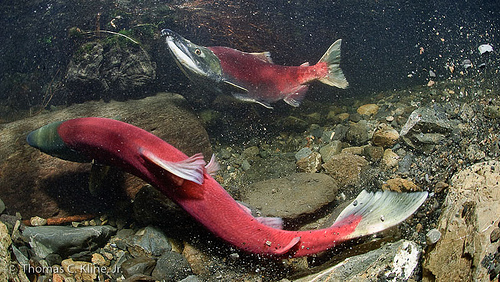 © Thomas C. Kline, Jr.